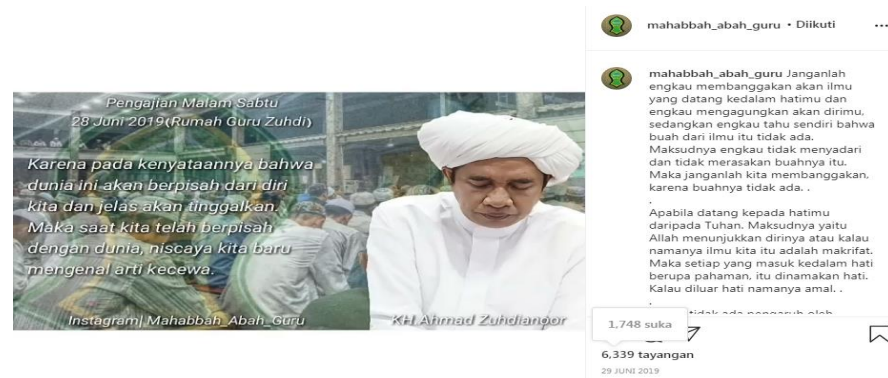 Pengajian Malam Sabtu
28 Juni 2019(Rumah Guru Zuhdi)
Karena pada kenyataannya bahwa
dunia ini akan berpisah dari diri
kita dan jelas akan tinggalkan.
Maka saat kita telah berpisah
dengan dunia, niscaya kita baru
mengenal arti kecewa.
Instagram| Mahabbah_Abah_Guru
KH.Ahmad Zuhdiannor
mahabbah_abah_guru • Diikuti
mahabbah_abah_guru Janganlah
engkau membanggakan akan ilmu
yang datang kedalam hatimu dan
engkau mengagungkan akan dirimu,
sedangkan engkau tahu sendiri bahwa
buah dari ilmu itu tidak ada.
Maksudnya engkau tidak menyadari
dan tidak merasakan buahnya itu.
Maka janganlah kita membanggakan,
karena buahnya tidak ada. .
.
Apabila datang kepada hatimu
daripada Tuhan. Maksudnya yaitu
Allah menunjukkan dirinya atau kalau
namanya ilmu kita itu adalah makrifat.
Maka setiap yang masuk kedalam hati
berupa pahaman, itu dinamakan hati.
Kalau diluar hati namanya amal. .
.
tidak ada pengaruh oleh
1,748 suka
6,339 tayangan
29 JUNI 2019